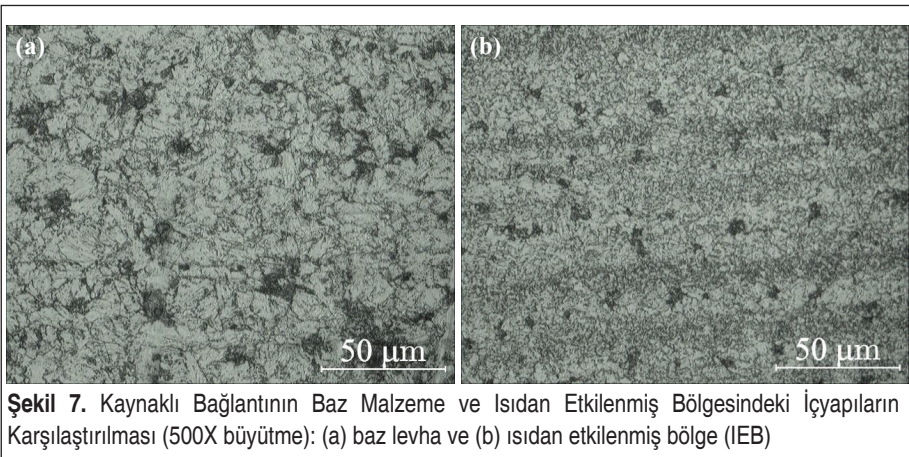 (a)
(b)
50 µm
50 µm
Şekil 7. Kaynaklı Bağlantının Baz Malzeme ve Isıdan Etkilenmiş Bölgesindeki İçyapıların
Karşılaştırılması (500X büyütme): (a) baz levha ve (b) ısıdan etkilenmiş bölge (IEB)